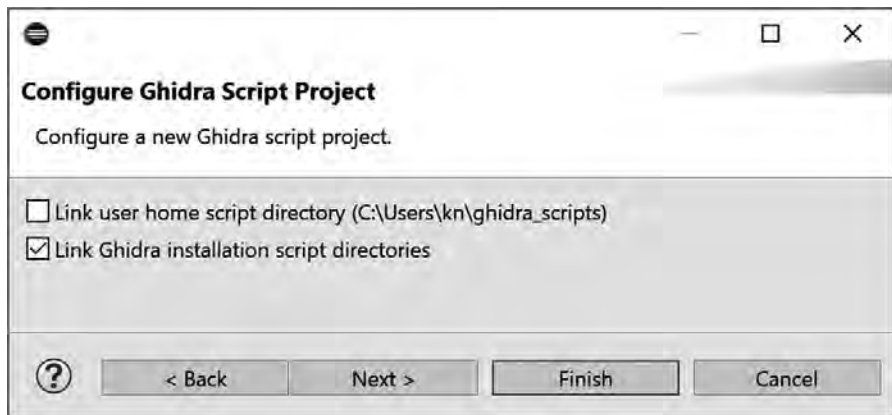 Configure Ghidra Script Project
Configure a new Ghidra script project.
Link user home script directory (C:\Users\kn\ghidra_scripts)
Link Ghidra installation script directories
? < Back Next > Finish Cancel